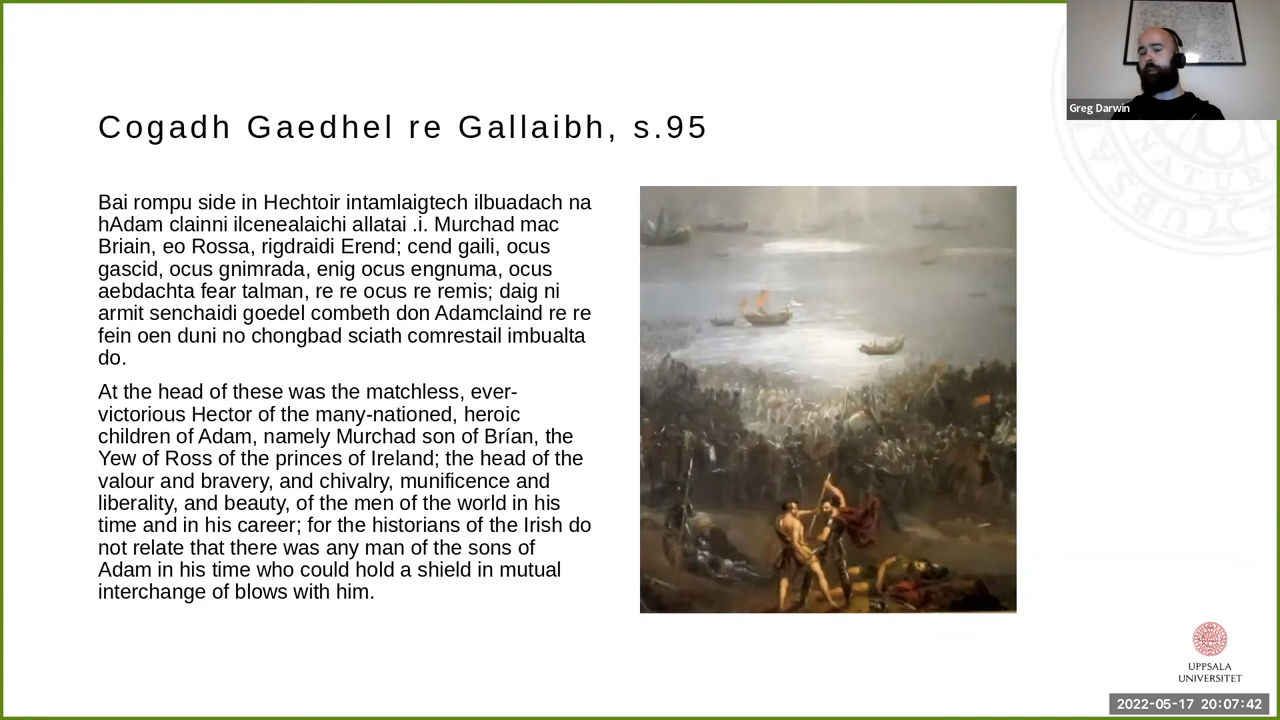 Greg Darwin
Cogadh Gaedhel re Gallaibh, s.95
Bai rompu side in Hechtoir intamlaigtech ilbuadach na
hAdam clainni ilcenealaichi allatai .i. Murchad mac
Briain, eo Rossa, rigdraidi Erend; cend gaili, ocus
gascid, ocus gnimrada, enig ocus engnuma, ocus
aebdachta fear talman, re re ocus re remis; daig ni
armit senchaidi goedel combeth don Adamclaind re re
fein oen duni no chongbad sciath comrestail imbualta
do.
At the head of these was the matchless, ever-
victorious Hector of the many-nationed, heroic
children of Adam, namely Murchad son of Brían, the
Yew of Ross of the princes of Ireland; the head of the
valour and bravery, and chivalry, munificence and
liberality, and beauty, of the men of the world in his
time and in his career; for the historians of the Irish do
not relate that there was any man of the sons of
Adam in his time who could hold a shield in mutual
interchange of blows with him.
UPPSALA
UNIVERSITET
2022-05-17 20:07:42